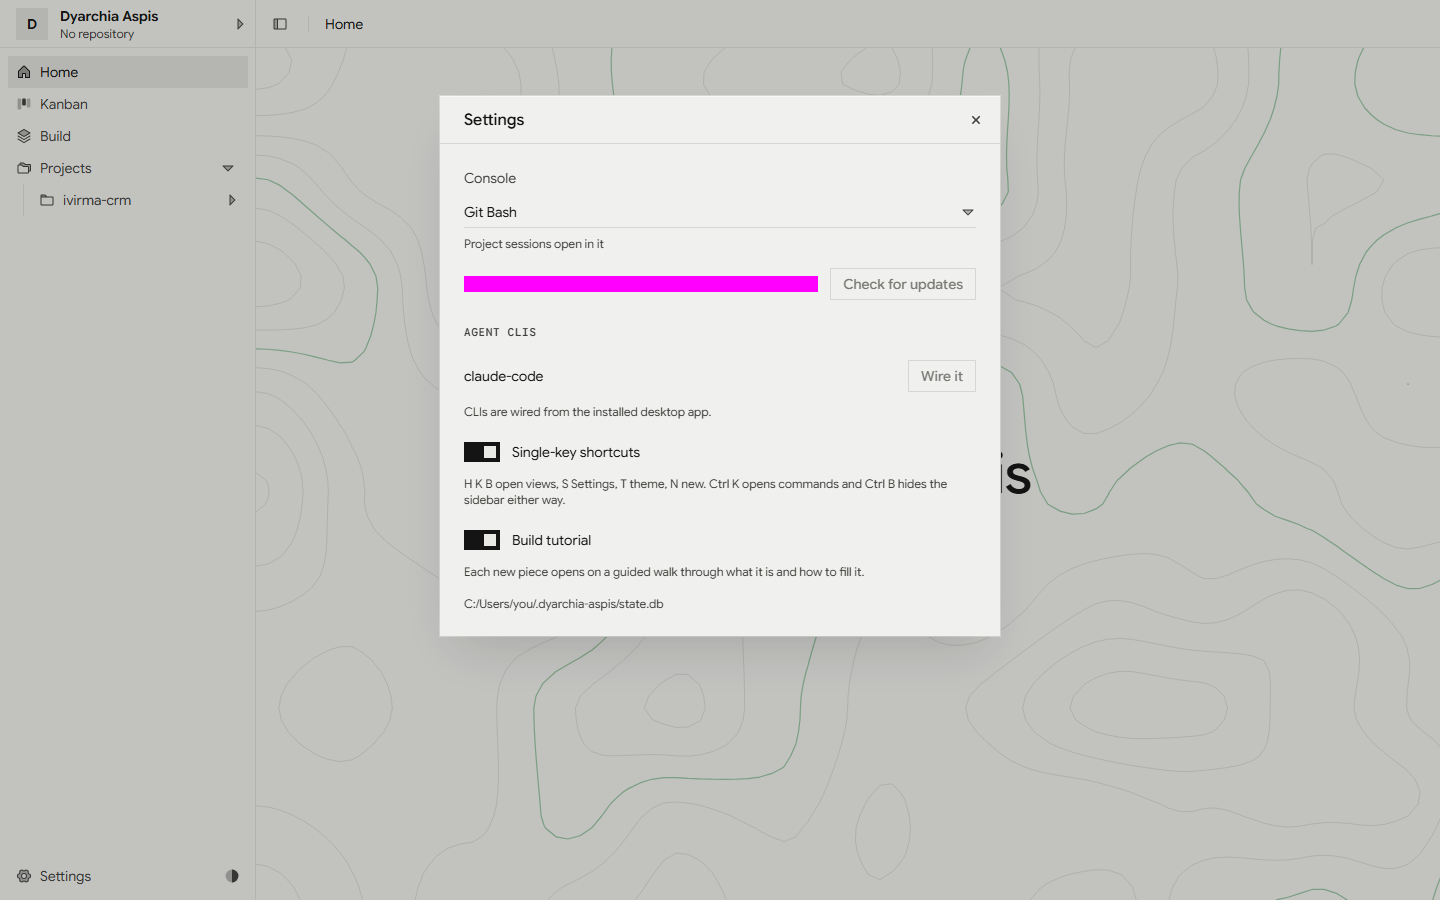 D
Dyarchia Aspis
No repository
Home
Home
Kanban
Build
Projects
ivirma-crm
Settings
Settings
Console
Git Bash
Project sessions open in it
Check for updates
AGENT CLIS
claude-code
Wire it
CLIs are wired from the installed desktop app.
Single-key shortcuts
H K B open views, S Settings, T theme, N new. Ctrl K opens commands and Ctrl B hides the
sidebar either way.
Build tutorial
Each new piece opens on a guided walk through what it is and how to fill it.
C:/Users/you/.dyarchia-aspis/state.db